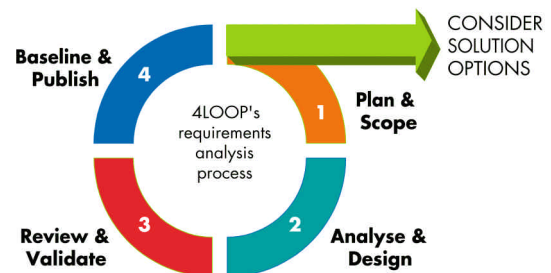 CONSIDER
SOLUTION
OPTIONS
Baseline &
Publish
4
1
Plan &
Scope
4LOOP's
requirements
analysis
process
3
2
Review &
Validate
Analyse &
Design